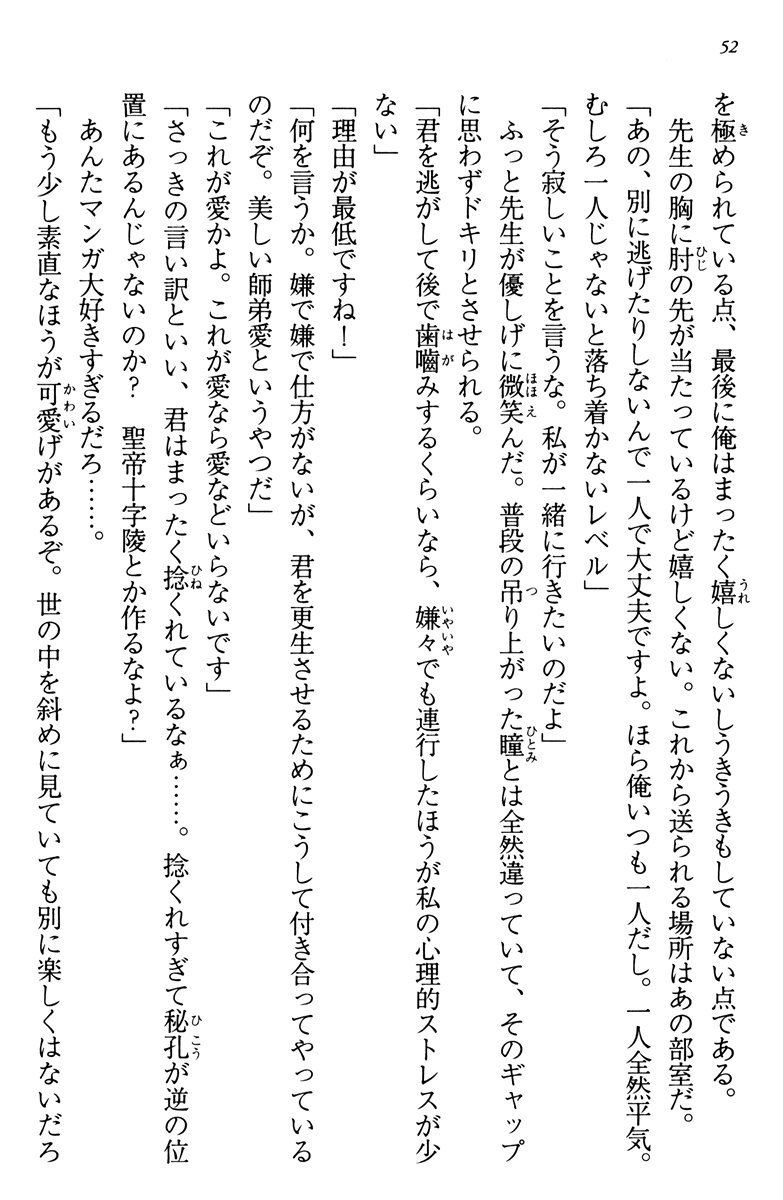 52
を極められている点、最後に俺はまったく嬉しくないしうきうきもしていない点である。
　先生の胸に肘の先が当たっているけど嬉しくない。これから送られる場所はあの部室だ。
「あの、別に逃げたりしないんで一人で大丈夫ですよ。ほら俺いつも一人だし。一人全然平気。
むしろ一人じゃないと落ち着かないレベル」
「そう寂しいことを言うな。私が一緒に行きたいのだよ」
　ふっと先生が優しげに微笑んだ。普段の吊り上がった瞳とは全然違っていて、そのギャップ
に思わずドキリとさせられる。
「君を逃がして後で歯嚙みするくらいなら、嫌々でも連行したほうが私の心理的ストレスが少
ない」
「理由が最低ですね！」
「何を言うか。嫌で嫌で仕方がないが、君を更生させるためにこうして付き合ってやっている
のだぞ。美しい師弟愛というやつだ」
「これが愛かよ。これが愛なら愛などいらないです」
「さっきの言い訳といい、君はまったく捻くれているなぁ……。捻くれすぎて秘孔が逆の位
置にあるんじゃないのか？　聖帝十字陵とか作るなよ？」
　あんたマンガ大好きすぎるだろ……。
「もう少し素直なほうが可愛げがあるぞ。世の中を斜めに見ていても別に楽しくはないだろ